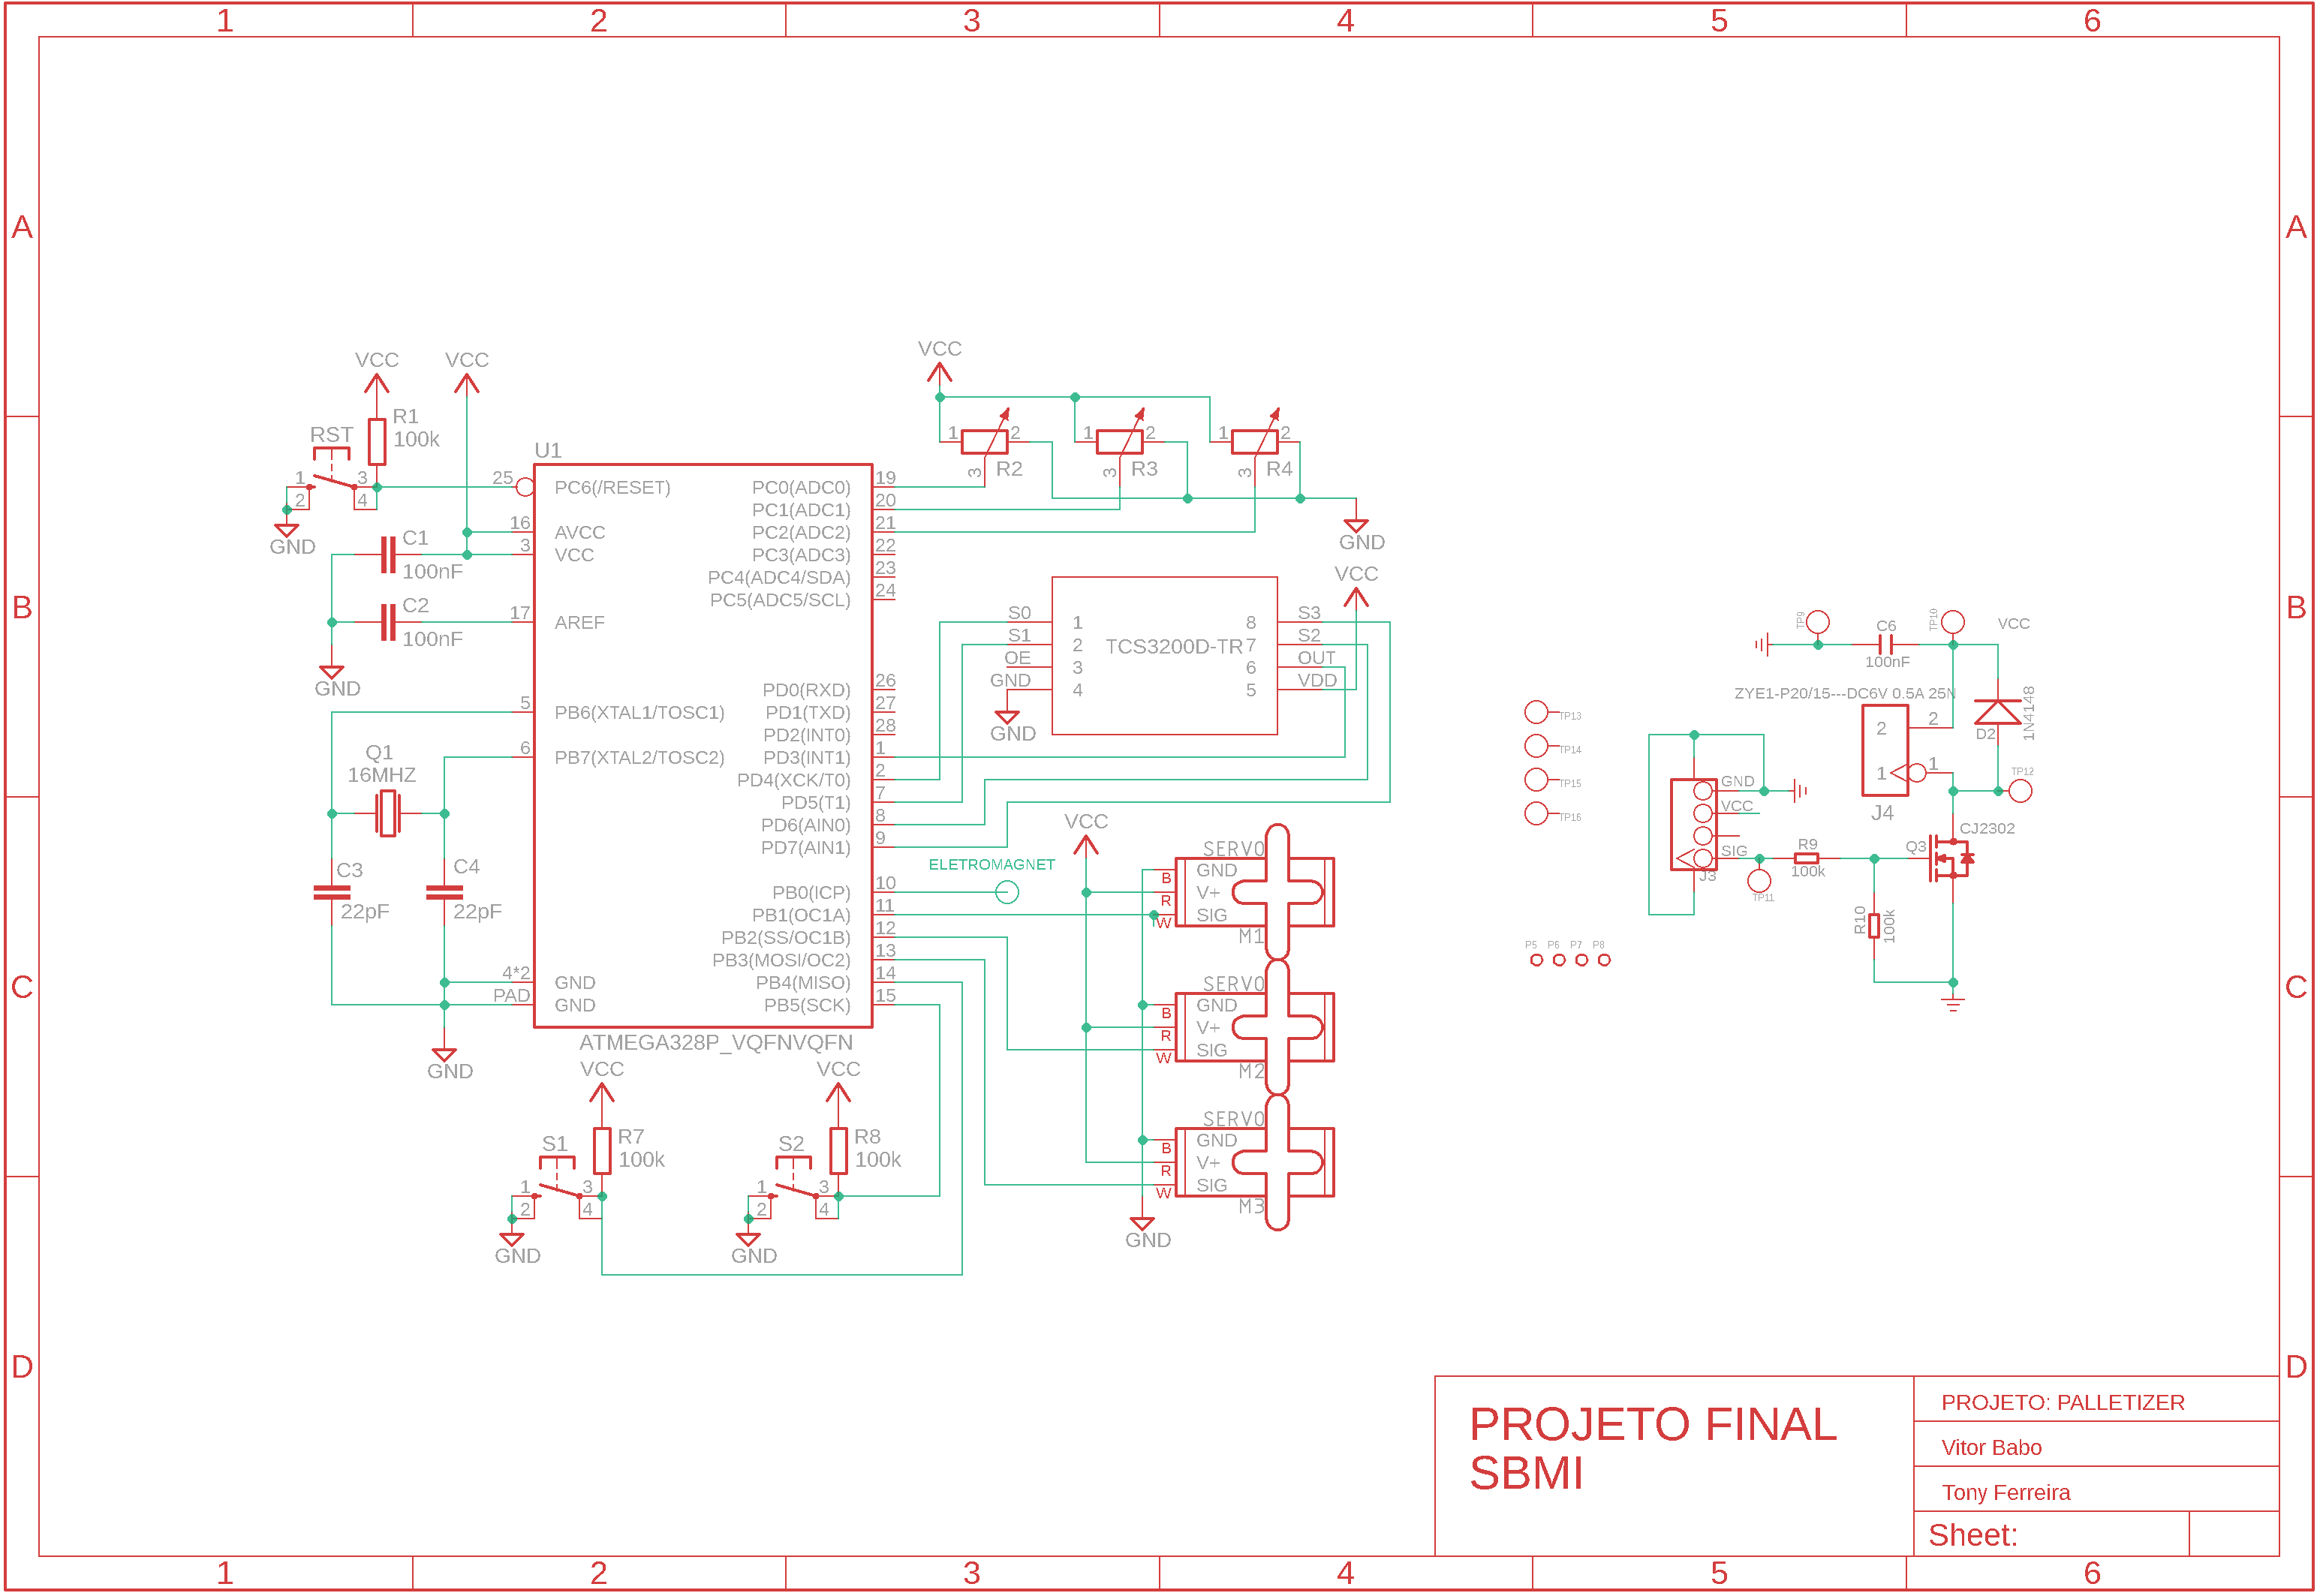 1 2 3 4 5 6
A A
B B
C C
D D
VCC
VCC
R1
100k
RST
1 3
2 4
GND
C1
100nF
C2
100nF
GND
Q1
16MHZ
C3
22pF
C4
22pF
GND
U1
25 PC6(/RESET)
16 AVCC
3 VCC
17 AREF
5 PB6(XTAL1/TOSC1)
6 PB7(XTAL2/TOSC2)
4*2 GND
PAD GND
PC0(ADC0) 19
PC1(ADC1) 20
PC2(ADC2) 21
PC3(ADC3) 22
PC4(ADC4/SDA) 23
PC5(ADC5/SCL) 24
PD0(RXD) 26
PD1(TXD) 27
PD2(INT0) 28
PD3(INT1) 1
PD4(XCK/T0) 2
PD5(T1) 7
PD6(AIN0) 8
PD7(AIN1) 9
PB0(ICP) 10
PB1(OC1A) 11
PB2(SS/OC1B) 12
PB3(MOSI/OC2) 13
PB4(MISO) 14
PB5(SCK) 15
ATMEGA328P_VQFNVQFN
VCC
1 2
3 R2
1 2
3 R3
1 2
3 R4
GND
VCC
S0 1 8 S3
S1 2 TCS3200D-TR 7 S2
OE 3 6 OUT
GND 4 5 VDD
GND
ELETROMAGNET
VCC
SERVO
B GND
R V+
W SIG
M1
SERVO
B GND
R V+
W SIG
M2
SERVO
B GND
R V+
W SIG
M3
GND
VCC
R7
100k
S1
1 3
2 4
GND
VCC
R8
100k
S2
1 3
2 4
GND
TP9
C6
100nF
TP10
VCC
ZYE1-P20/15---DC6V 0.5A 25N
2 2
1 1
J4
D2
1N4148
TP12
TP13
TP14
TP15
TP16
GND
VCC
SIG
J3
TP11
R9
100k
Q3
CJ2302
R10
100k
P5 P6 P7 P8
PROJETO FINAL
SBMI
PROJETO: PALLETIZER
Vitor Babo
Tony Ferreira
Sheet:
1 2 3 4 5 6